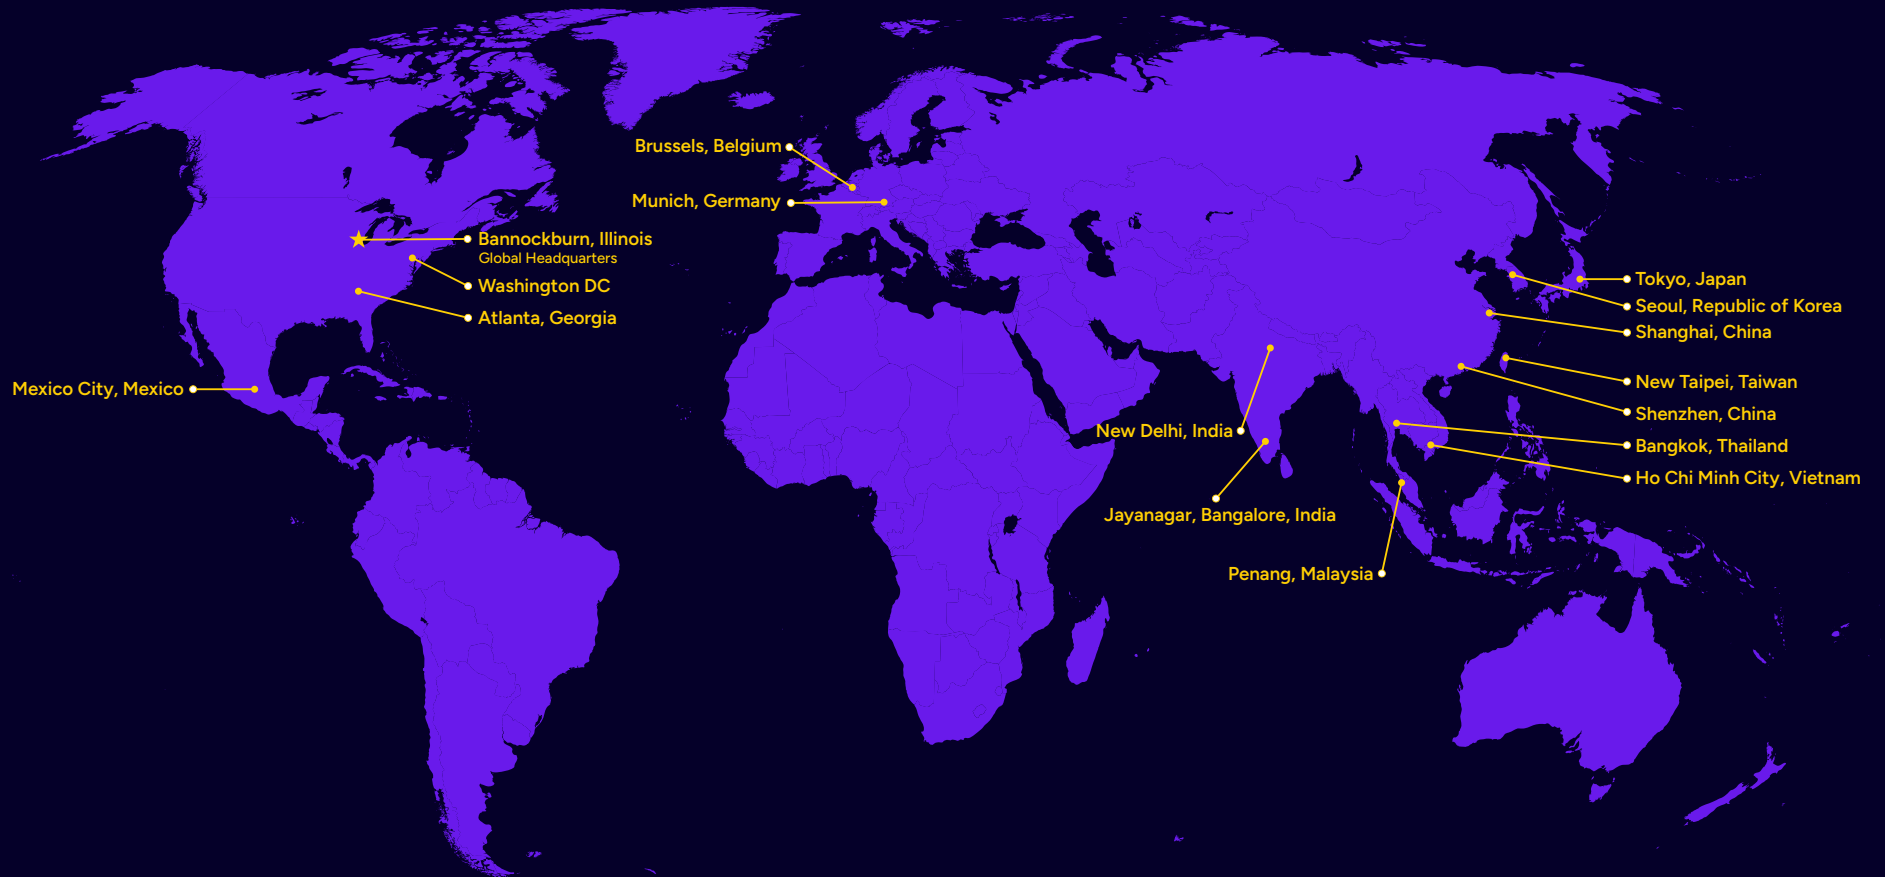 Brussels, Belgium
Munich, Germany
Bannockburn, Illinois
Global Headquarters
Washington DC
Atlanta, Georgia
Mexico City, Mexico
Tokyo, Japan
Seoul, Republic of Korea
Shanghai, China
New Taipei, Taiwan
Shenzhen, China
New Delhi, India
Bangkok, Thailand
Ho Chi Minh City, Vietnam
Jayanagar, Bangalore, India
Penang, Malaysia